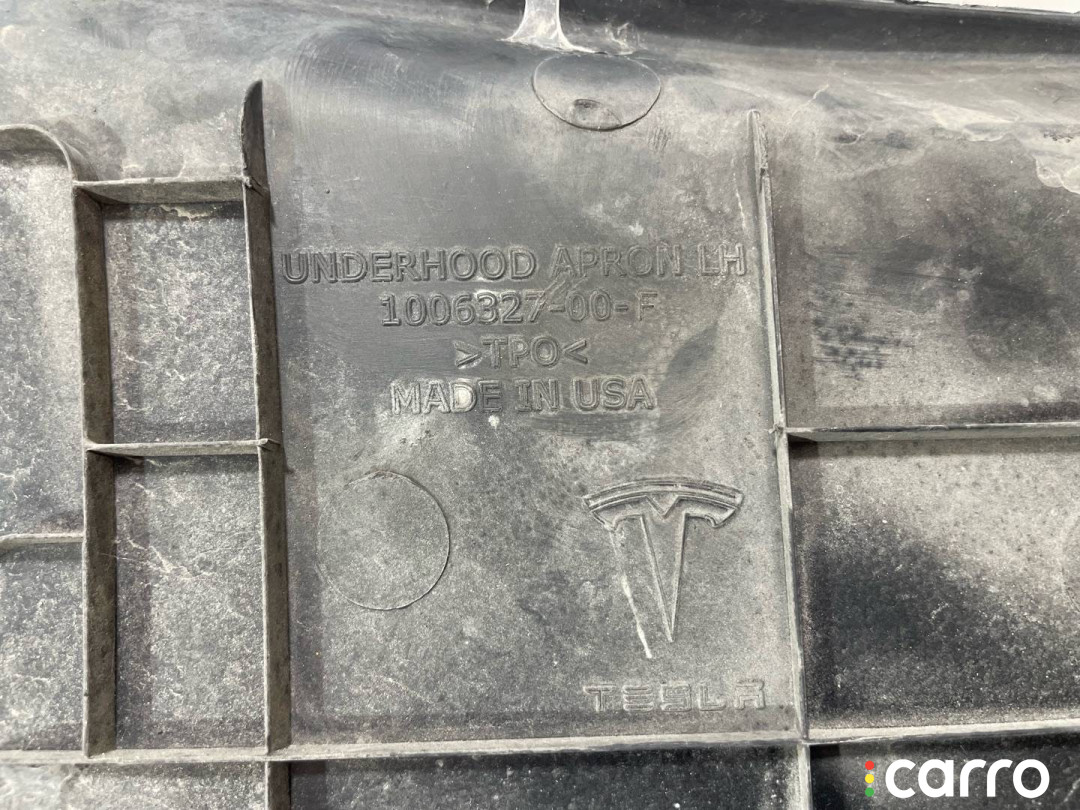 UNDERHOOD APRON LH
1006327-00-F
>TPO<
MADE IN USA
TESLA
carro